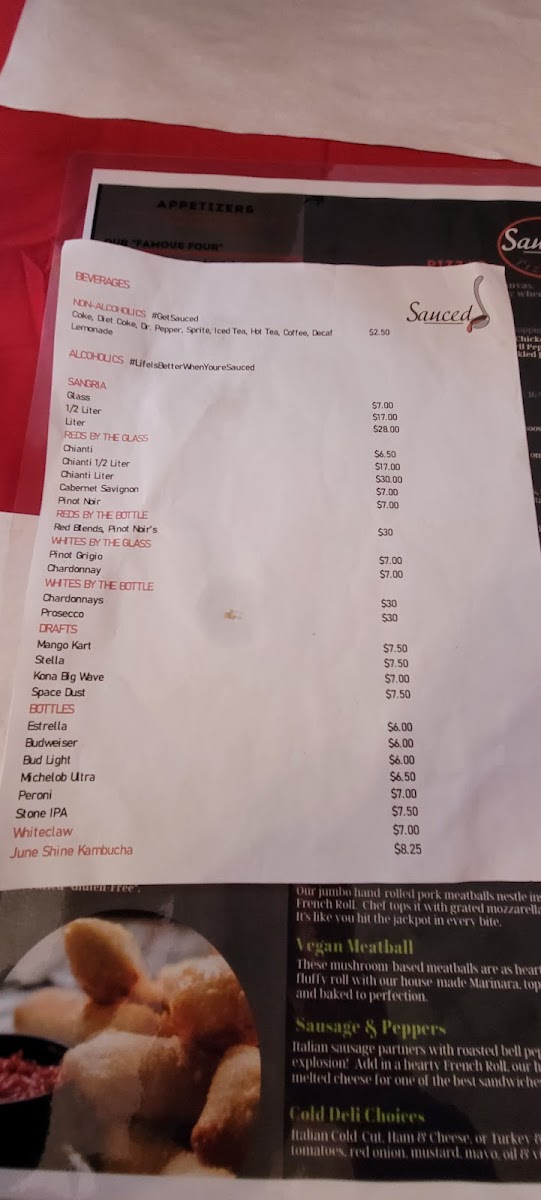 APPETIZERS
OUR "FAMOUS FOUR"
Sau
BEVERAGES
Sauced
NON-ALCOHOLICS #GetSauced
Coke, Diet Coke, Dr, Pepper, Sprite, Iced Tea, Hot Tea, Coffee, Decaf $2.50
Lemonade
ALCOHOLICS #LifeIsBetterWhenYoureSauced
SANGRIA
Glass $7.00
1/2 Liter $17.00
Liter $28.00
REDS BY THE GLASS
Chianti $6.50
Chianti 1/2 Liter $17.00
Chianti Liter $30.00
Cabernet Savignon $7.00
Pinot Noir $7.00
REDS BY THE BOTTLE
Red Blends, Pinot Noir's $30
WHITES BY THE GLASS
Pinot Grigio $7.00
Chardonnay $7.00
WHITES BY THE BOTTLE
Chardonnays $30
Prosecco $30
DRAFTS
Mango Kart $7.50
Stella $7.50
Kona Big Wave $7.00
Space Dust $7.50
BOTTLES
Estrella $6.00
Budweiser $6.00
Bud Light $6.00
Michelob Ultra $6.50
Peroni $7.00
Stone IPA $7.50
Whiteclaw $7.00
June Shine Kambucha $8.25
Gluten Free".
Our jumbo hand rolled pork meatballs nestle in
French Roll. Chef tops it with grated mozzarella
It's like you hit the jackpot in every bite.
Vegan Meatball
These mushroom-based meatballs are as heart
fluffy roll with our house-made Marinara, top
and baked to perfection.
Sausage & Peppers
Italian sausage partners with roasted bell pep
explosion! Add in a hearty French Roll, our h
melted cheese for one of the best sandwiche
Cold Deli Choices
Italian Cold Cut, Ham & Cheese, or Turkey &
tomatoes, red onion, mustard, mayo, oil & v